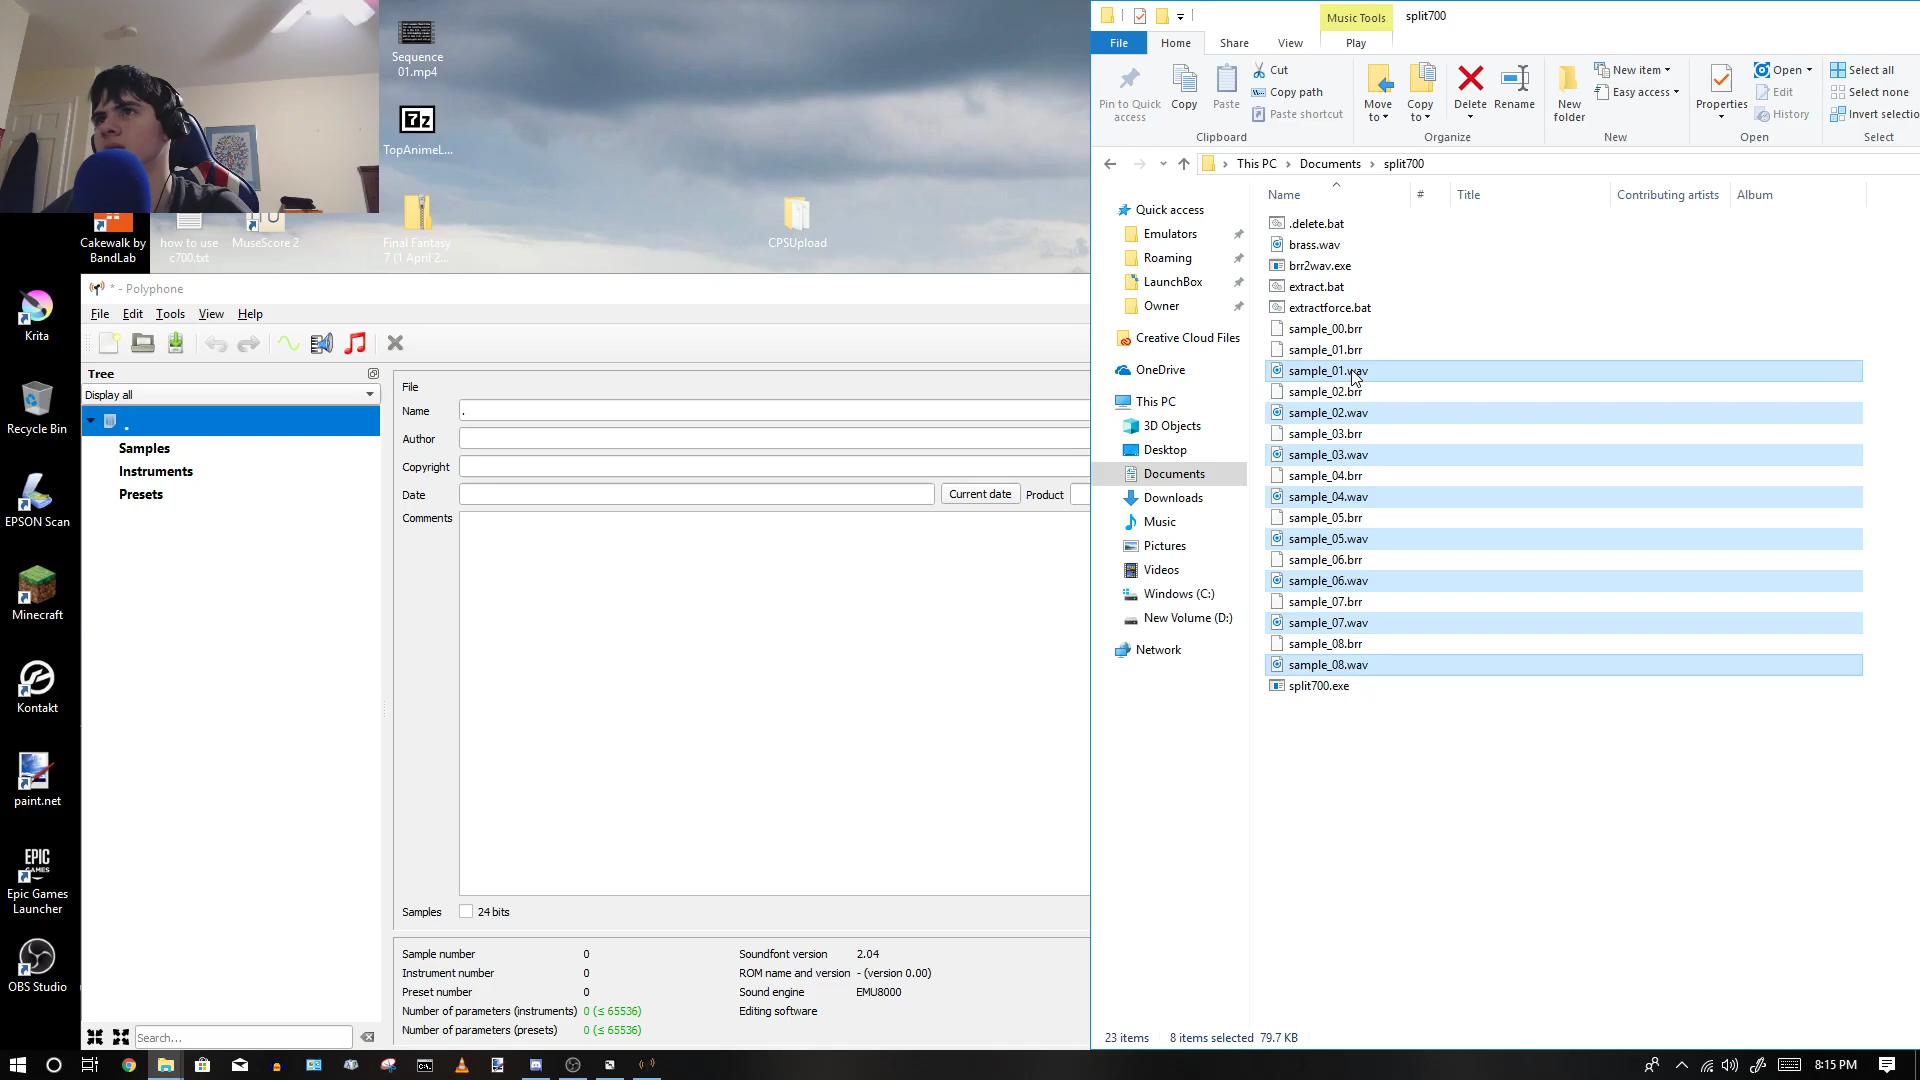 Sequence
01.mp4
7z
TopAnimeL...
Cakewalk by
BandLab
how to use
c700.txt
MuseScore 2
Final Fantasy
7 (1 April 2...
CPSUpload
Krita
Recycle Bin
EPSON Scan
Minecraft
Kontakt
paint.net
EPIC
GAMES
Epic Games
Launcher
OBS Studio
* - Polyphone
File Edit Tools View Help
Tree
Display all
.
Samples
Instruments
Presets
Search...
File
Name .
Author
Copyright
Date Current date Product
Comments
Samples 24 bits
Sample number 0 Soundfont version 2.04
Instrument number 0 ROM name and version - (version 0.00)
Preset number 0 Sound engine EMU8000
Number of parameters (instruments) 0 (≤ 65536) Editing software
Number of parameters (presets) 0 (≤ 65536)
Music Tools split700
File Home Share View Play
Pin to Quick
access
Copy
Paste
Cut
Copy path
Paste shortcut
Clipboard
Move
to
Copy
to
Delete
Rename
Organize
New
folder
New item
Easy access
New
Properties
Open
Edit
History
Open
Select all
Select none
Invert selectio
Select
This PC > Documents > split700
Quick access
Emulators
Roaming
LaunchBox
Owner
Creative Cloud Files
OneDrive
This PC
3D Objects
Desktop
Documents
Downloads
Music
Pictures
Videos
Windows (C:)
New Volume (D:)
Network
Name # Title Contributing artists Album
.delete.bat
brass.wav
brr2wav.exe
extract.bat
extractforce.bat
sample_00.brr
sample_01.brr
sample_01.wav
sample_02.brr
sample_02.wav
sample_03.brr
sample_03.wav
sample_04.brr
sample_04.wav
sample_05.brr
sample_05.wav
sample_06.brr
sample_06.wav
sample_07.brr
sample_07.wav
sample_08.brr
sample_08.wav
split700.exe
23 items 8 items selected 79.7 KB
8:15 PM